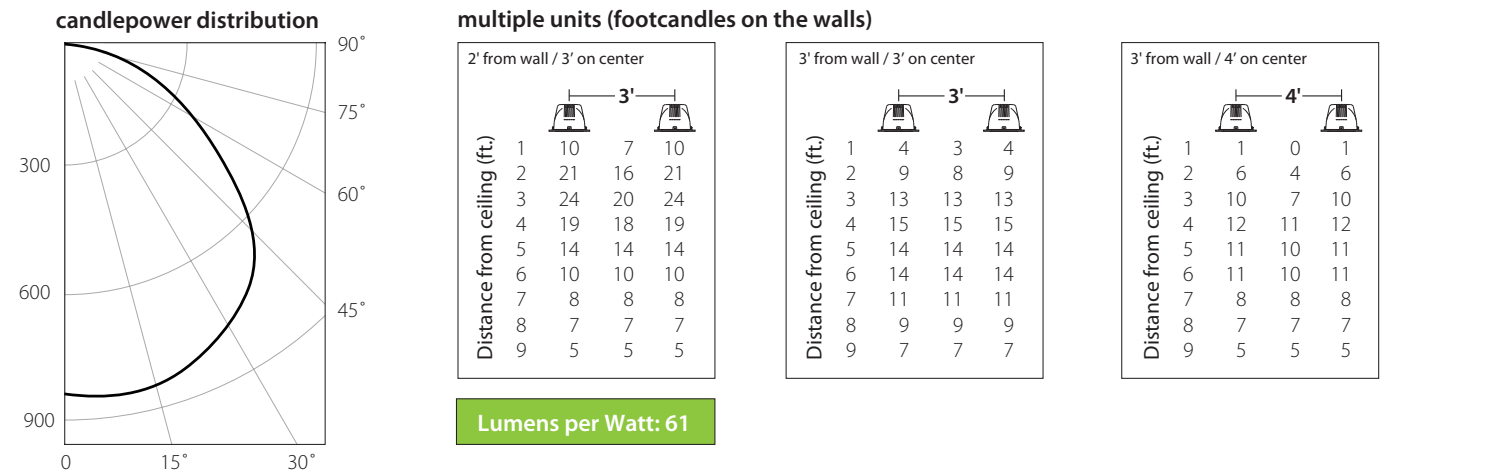 candlepower distribution
90˚
75˚
60˚
45˚
300
600
900
0 15˚ 30˚
multiple units (footcandles on the walls)
2' from wall / 3’ on center
3'
Distance from ceiling (ft.)
1 10 7 10
2 21 16 21
3 24 20 24
4 19 18 19
5 14 14 14
6 10 10 10
7 8 8 8
8 7 7 7
9 5 5 5
Lumens per Watt: 61
3' from wall / 3’ on center
3'
Distance from ceiling (ft.)
1 4 3 4
2 9 8 9
3 13 13 13
4 15 15 15
5 14 14 14
6 14 14 14
7 11 11 11
8 9 9 9
9 7 7 7
3' from wall / 4’ on center
4'
Distance from ceiling (ft.)
1 1 0 1
2 6 4 6
3 10 7 10
4 12 11 12
5 11 10 11
6 11 10 11
7 8 8 8
8 7 7 7
9 5 5 5